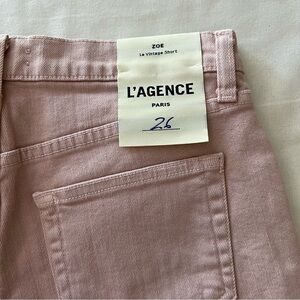 ZOE
Le Vintage Short
L'AGENCE
PARIS
26